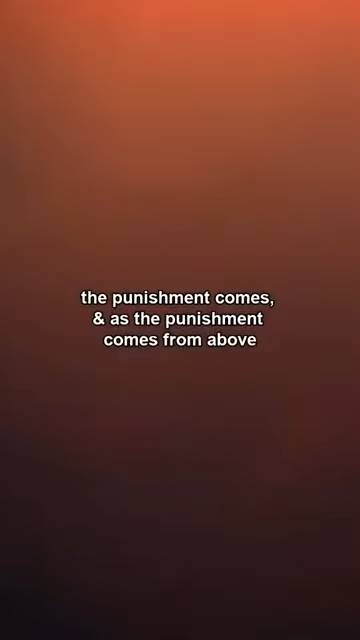 the punishment comes,
& as the punishment
comes from above